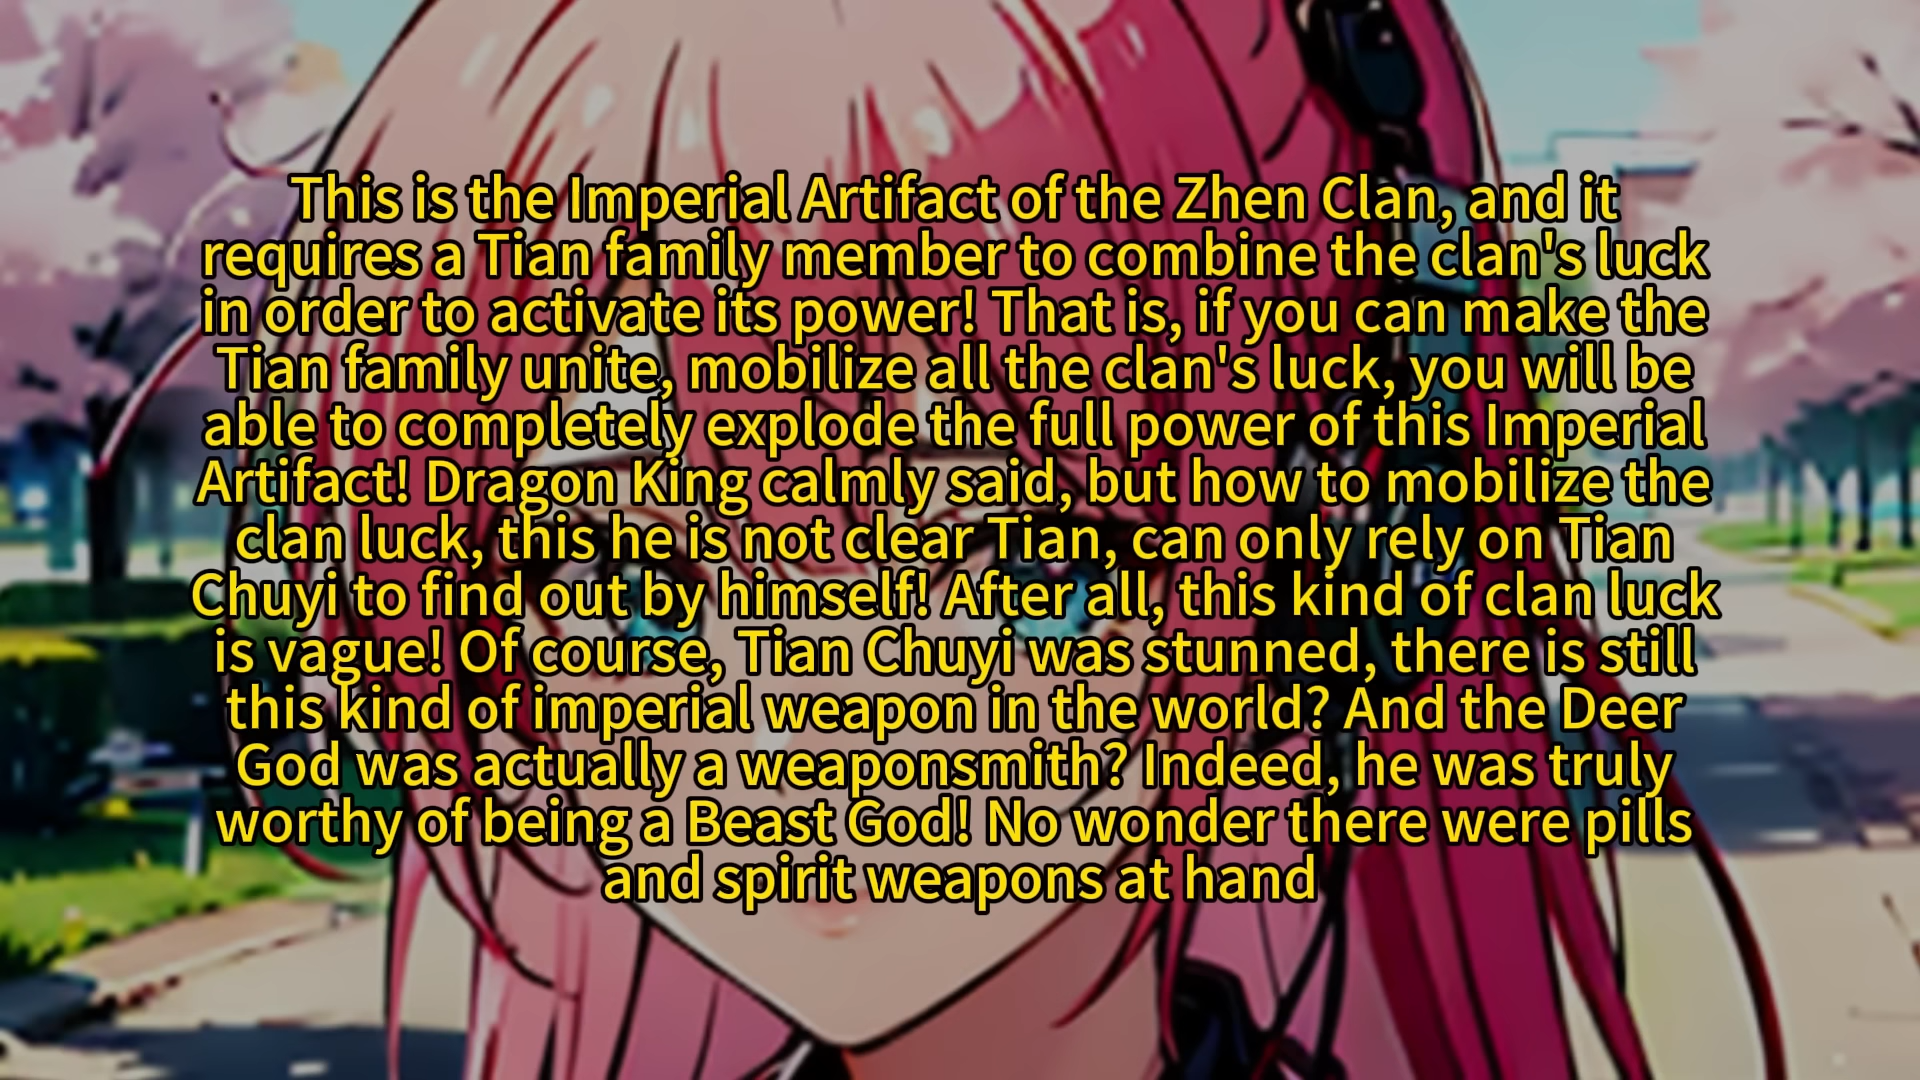 This is the Imperial Artifact of the Zhen Clan, and it
requires a Tian family member to combine the clan's luck
in order to activate its power! That is, if you can make the
Tian family unite, mobilize all the clan's luck, you will be
able to completely explode the full power of this Imperial
Artifact! Dragon King calmly said, but how to mobilize the
clan luck, this he is not clear Tian, can only rely on Tian
Chuyi to find out by himself! After all, this kind of clan luck
is vague! Of course, Tian Chuyi was stunned, there is still
this kind of imperial weapon in the world? And the Deer
God was actually a weaponsmith? Indeed, he was truly
worthy of being a Beast God! No wonder there were pills
and spirit weapons at hand